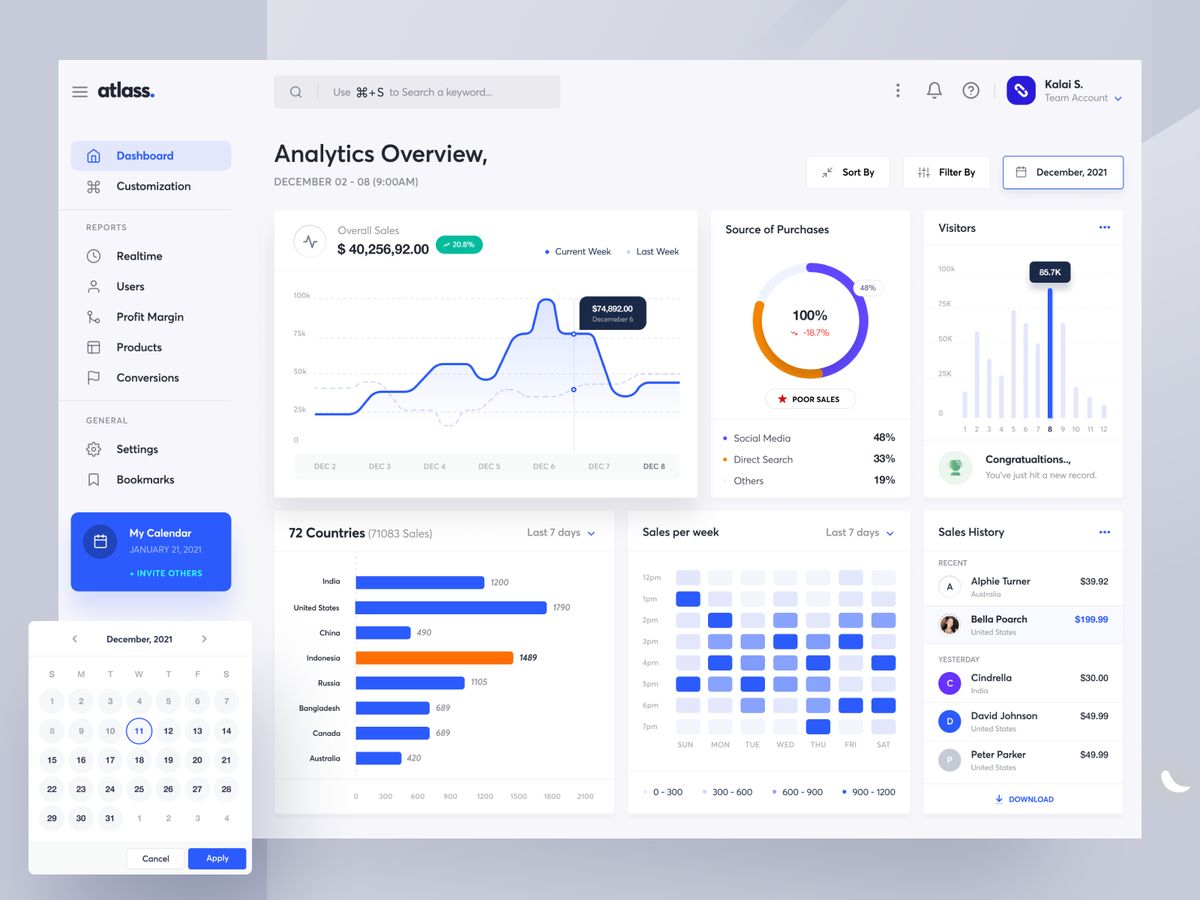 atlass.
Use ⌘+S to Search a keyword...
Kalai S.
Team Account
Dashboard
Customization
REPORTS
Realtime
Users
Profit Margin
Products
Conversions
GENERAL
Settings
Bookmarks
My Calendar
JANUARY 21, 2021
+ INVITE OTHERS
December, 2021
S M T W T F S
1 2 3 4 5 6 7
8 9 10 11 12 13 14
15 16 17 18 19 20 21
22 23 24 25 26 27 28
29 30 31 1 2 3 4
Cancel Apply
Analytics Overview,
DECEMBER 02 - 08 (9:00AM)
Sort By
Filter By
December, 2021
Overall Sales
$ 40,256,92.00 20.8%
Current Week Last Week
100k
75k
50k
25k
0
$74,892.00
Decemeber 6
DEC 2 DEC 3 DEC 4 DEC 5 DEC 6 DEC 7 DEC 8
Source of Purchases
48%
100%
-18.7%
POOR SALES
Social Media 48%
Direct Search 33%
Others 19%
Visitors
100k
75K
50K
25K
0
85.7K
1 2 3 4 5 6 7 8 9 10 11 12
Congratualtions..,
You've just hit a new record.
72 Countries (71083 Sales)
Last 7 days
India 1200
United States 1790
China 490
Indonesia 1489
Russia 1105
Bangladesh 689
Canada 689
Australia 420
0 300 600 900 1200 1500 1800 2100
Sales per week
Last 7 days
12pm
1pm
2pm
3pm
4pm
5pm
6pm
7pm
SUN MON TUE WED THU FRI SAT
0 - 300 300 - 600 600 - 900 900 - 1200
Sales History
RECENT
A Alphie Turner $39.92
Australia
Bella Poarch $199.99
United States
YESTERDAY
C Cindrella $30.00
India
D David Johnson $49.99
United States
P Peter Parker $49.99
United States
DOWNLOAD